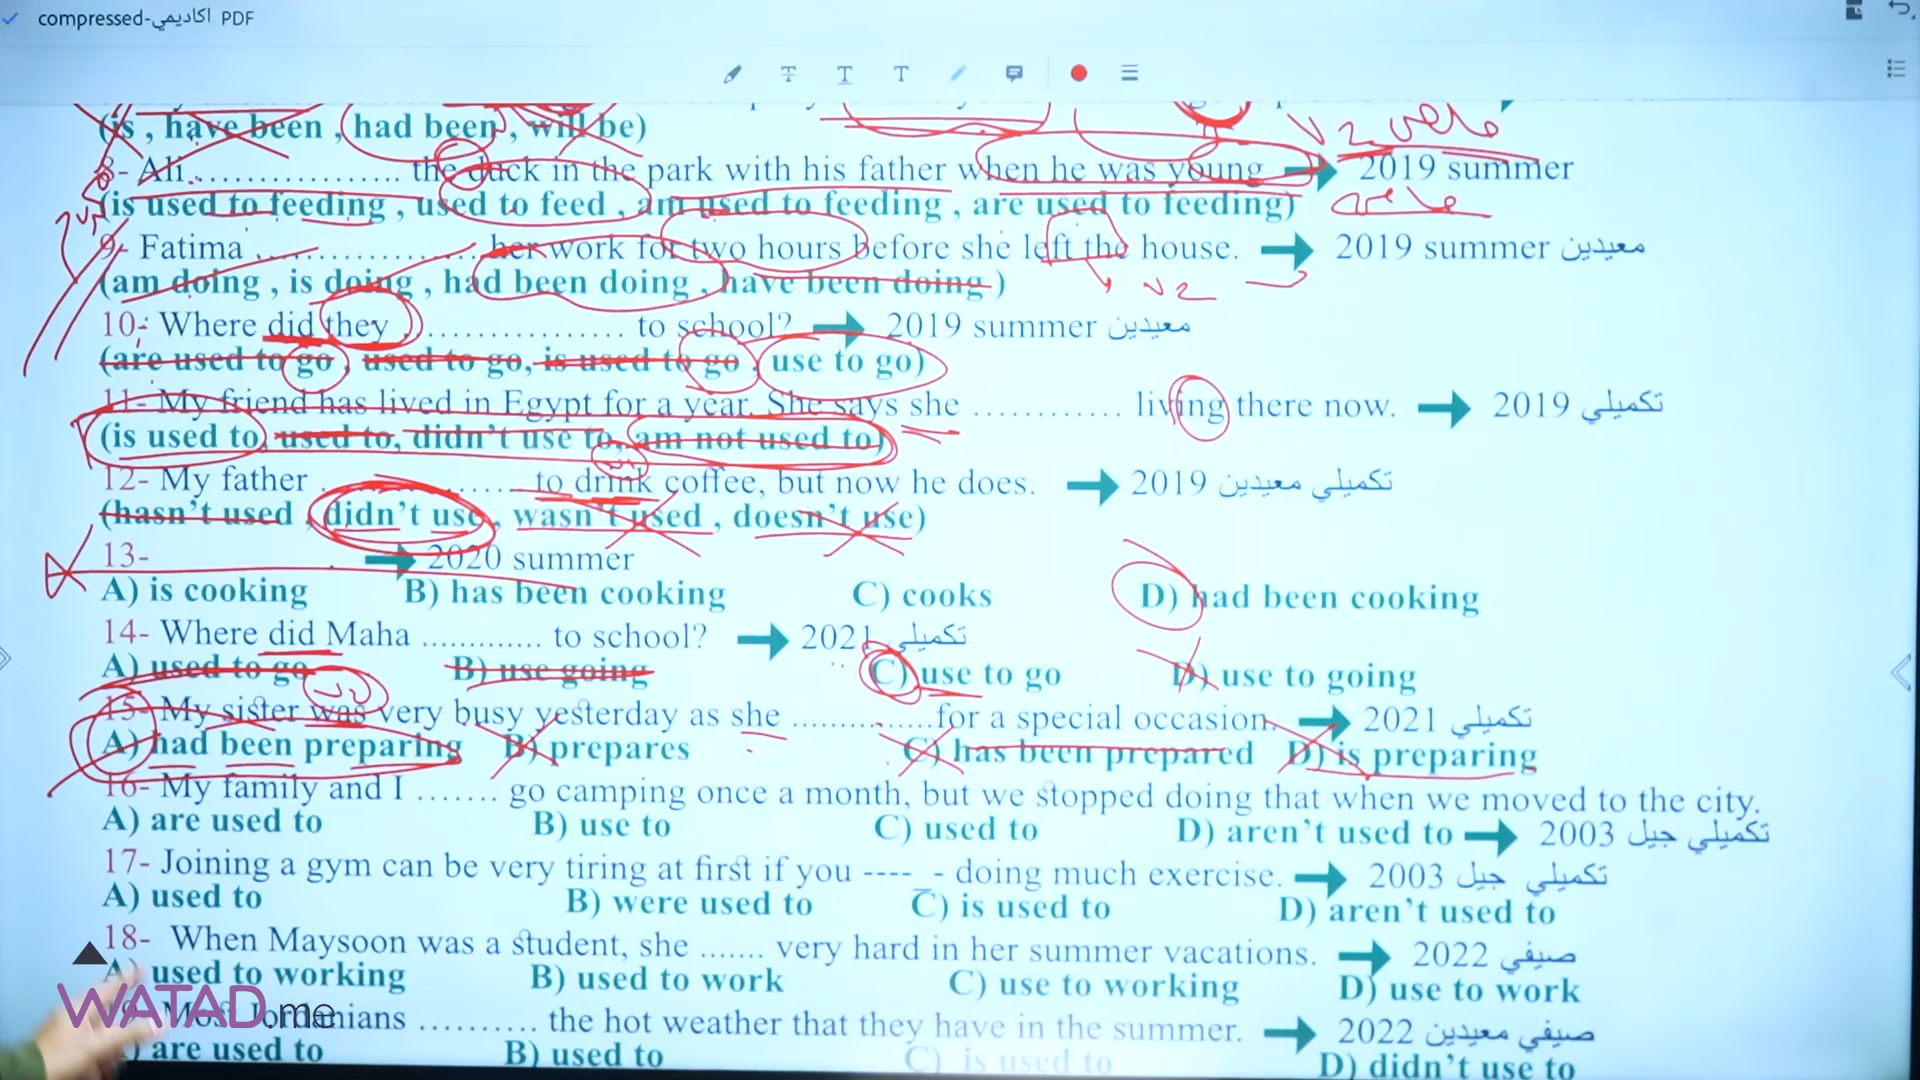 compressed-اكاديمي PDF
(is , have been , had been , will be)
V2 فعل
8- Ali ................... the duck in the park with his father when he was young 2019 summer
(is used to feeding , used to feed , am used to feeding , are used to feeding)
9- Fatima ........................ her work for two hours before she left the house. 2019 summer معيدين
(am doing , is doing , had been doing , have been doing )
V2
10- Where did they ...................... to school? 2019 summer معيدين
(are used to go , used to go, is used to go , use to go)
11- My friend has lived in Egypt for a year. She says she ............. living there now. 2019 تكميلي
(is used to, used to, didn't use to, am not used to)
12- My father ................... to drink coffee, but now he does. 2019 تكميلي معيدين
(hasn't used , didn't use , wasn't used , doesn't use)
13- 2020 summer
A) is cooking B) has been cooking C) cooks D) had been cooking
14- Where did Maha ............. to school? 2021 تكميلي
A) used to go B) use going C) use to go D) use to going
15- My sister was very busy yesterday as she ...............for a special occasion. 2021 تكميلي
A) had been preparing B) prepares C) has been prepared D) is preparing
16- My family and I ........ go camping once a month, but we stopped doing that when we moved to the city.
A) are used to B) use to C) used to D) aren't used to 2003 تكميلي جيل
17- Joining a gym can be very tiring at first if you ---- - doing much exercise. 2003 تكميلي جيل
A) used to B) were used to C) is used to D) aren't used to
18- When Maysoon was a student, she ....... very hard in her summer vacations. 2022 صيفي
A) used to working B) used to work C) use to working D) use to work
Most Jordanians ........... the hot weather that they have in the summer. 2022 صيفي معيدين
are used to B) used to C) is used to D) didn't use to
WATAD.me